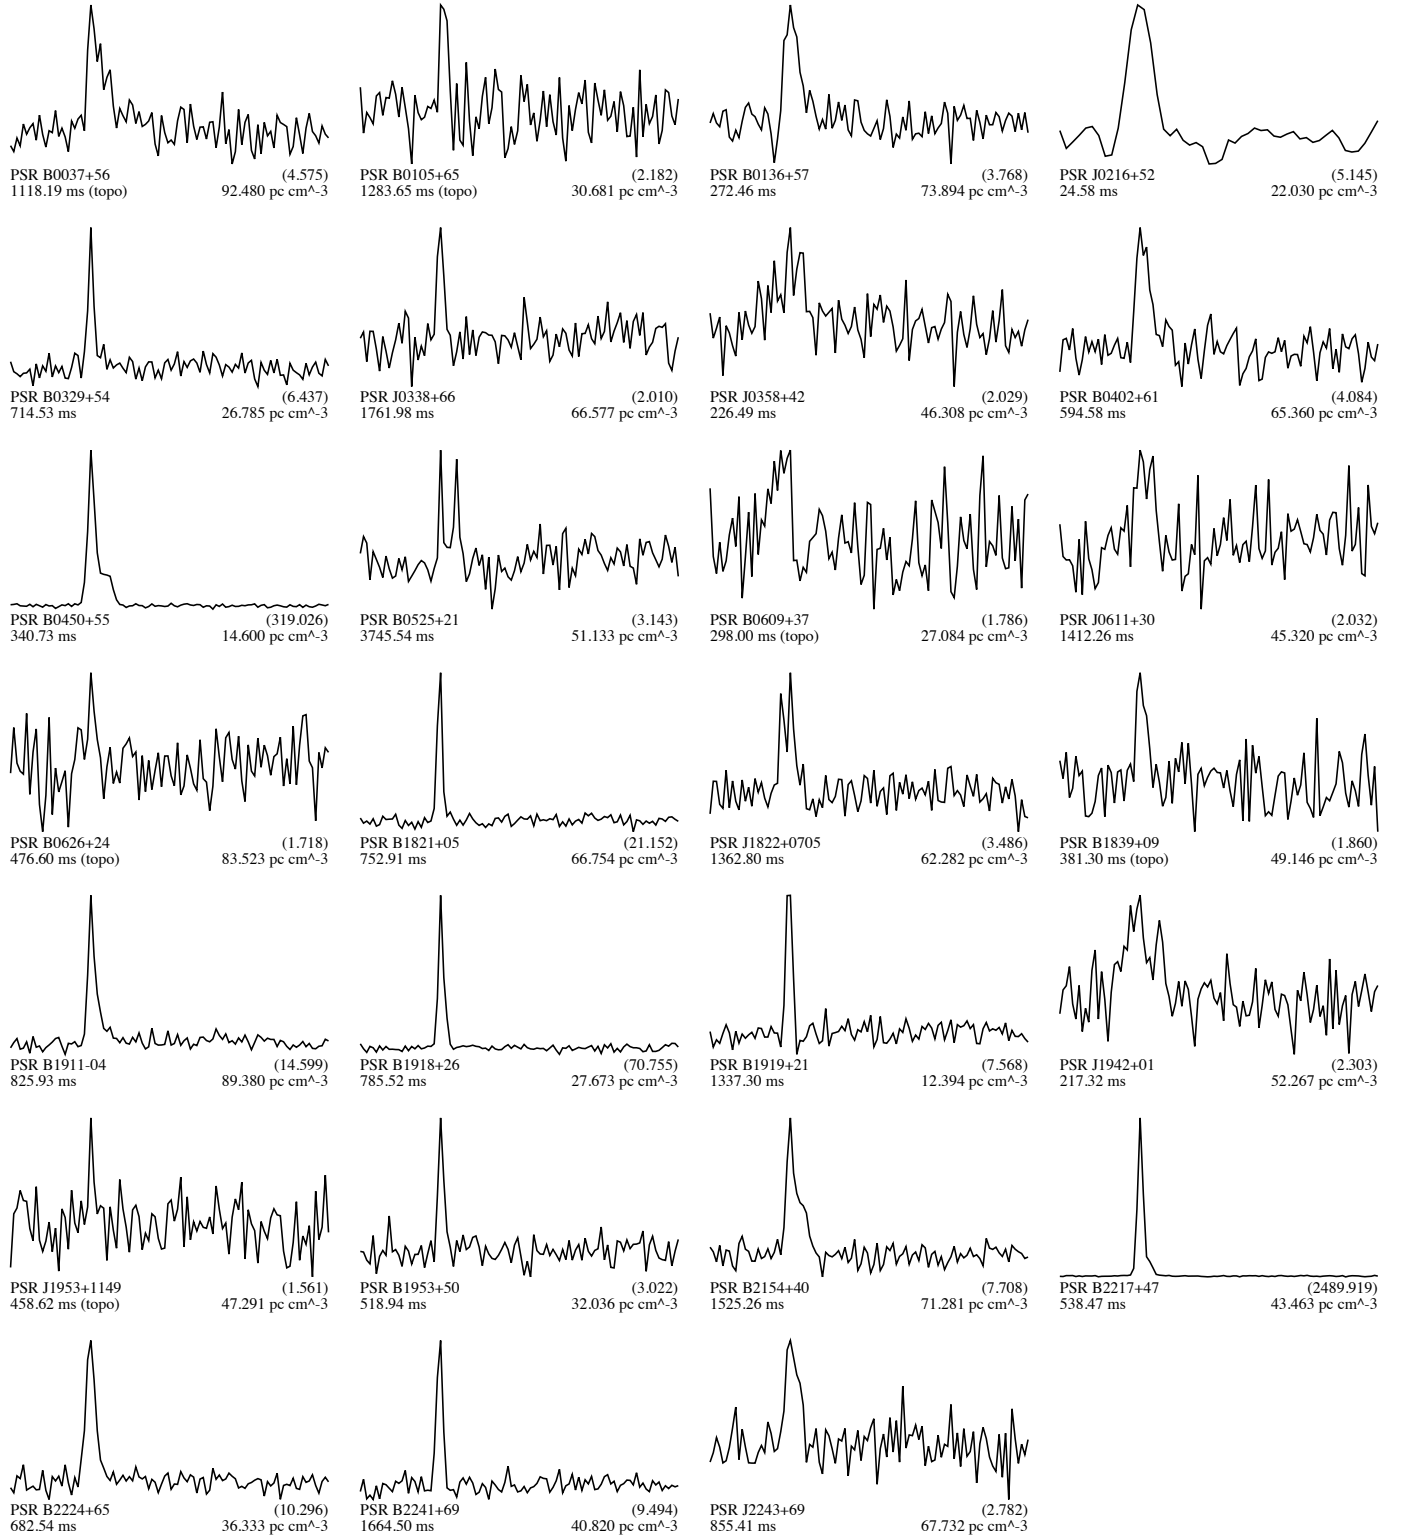 PSR B0037+56 (4.575)
1118.19 ms (topo) 92.480 pc cm^-3
PSR B0105+65 (2.182)
1283.65 ms (topo) 30.681 pc cm^-3
PSR B0136+57 (3.768)
272.46 ms 73.894 pc cm^-3
PSR J0216+52 (5.145)
24.58 ms 22.030 pc cm^-3
PSR B0329+54 (6.437)
714.53 ms 26.785 pc cm^-3
PSR J0338+66 (2.010)
1761.98 ms 66.577 pc cm^-3
PSR J0358+42 (2.029)
226.49 ms 46.308 pc cm^-3
PSR B0402+61 (4.084)
594.58 ms 65.360 pc cm^-3
PSR B0450+55 (319.026)
340.73 ms 14.600 pc cm^-3
PSR B0525+21 (3.143)
3745.54 ms 51.133 pc cm^-3
PSR B0609+37 (1.786)
298.00 ms (topo) 27.084 pc cm^-3
PSR J0611+30 (2.032)
1412.26 ms 45.320 pc cm^-3
PSR B0626+24 (1.718)
476.60 ms (topo) 83.523 pc cm^-3
PSR B1821+05 (21.152)
752.91 ms 66.754 pc cm^-3
PSR J1822+0705 (3.486)
1362.80 ms 62.282 pc cm^-3
PSR B1839+09 (1.860)
381.30 ms (topo) 49.146 pc cm^-3
PSR B1911-04 (14.599)
825.93 ms 89.380 pc cm^-3
PSR B1918+26 (70.755)
785.52 ms 27.673 pc cm^-3
PSR B1919+21 (7.568)
1337.30 ms 12.394 pc cm^-3
PSR J1942+01 (2.303)
217.32 ms 52.267 pc cm^-3
PSR J1953+1149 (1.561)
458.62 ms (topo) 47.291 pc cm^-3
PSR B1953+50 (3.022)
518.94 ms 32.036 pc cm^-3
PSR B2154+40 (7.708)
1525.26 ms 71.281 pc cm^-3
PSR B2217+47 (2489.919)
538.47 ms 43.463 pc cm^-3
PSR B2224+65 (10.296)
682.54 ms 36.333 pc cm^-3
PSR B2241+69 (9.494)
1664.50 ms 40.820 pc cm^-3
PSR J2243+69 (2.782)
855.41 ms 67.732 pc cm^-3